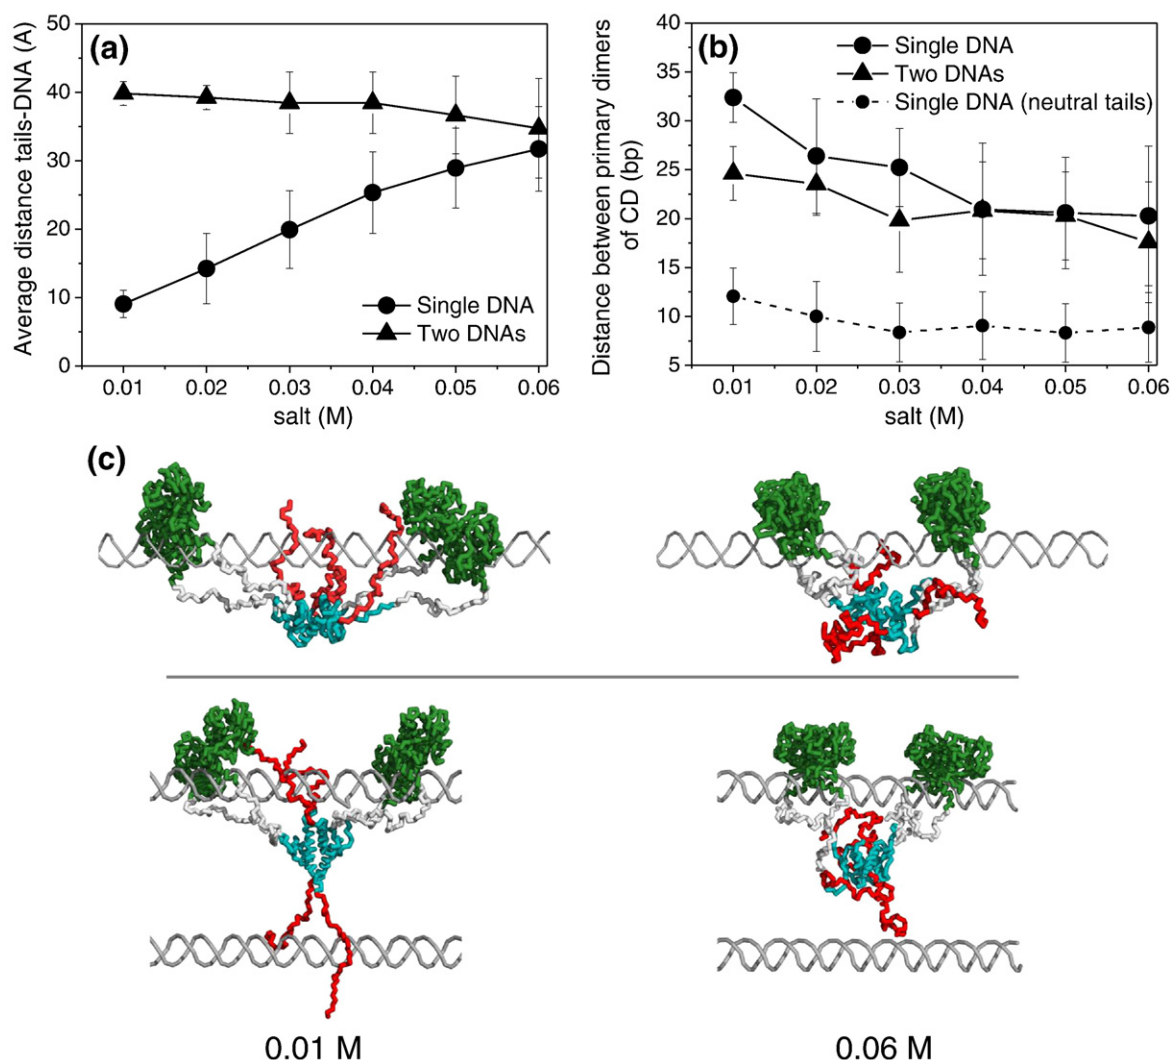 (a)
Average distance tails-DNA (A)
50
40
30
20
10
0
Single DNA
Two DNAs
0.01 0.02 0.03 0.04 0.05 0.06
salt (M)
(b)
Distance between primary dimers
of CD (bp)
40
35
30
25
20
15
10
5
Single DNA
Two DNAs
Single DNA (neutral tails)
0.01 0.02 0.03 0.04 0.05 0.06
salt (M)
(c)
0.01 M
0.06 M